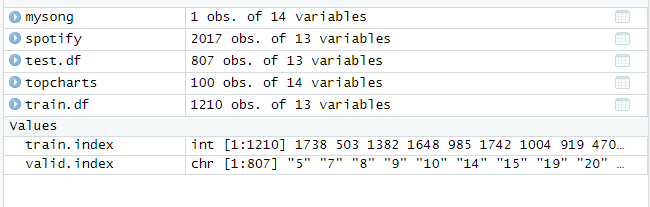 mysong 1 obs. of 14 variables
spotify 2017 obs. of 13 variables
test.df 807 obs. of 13 variables
topcharts 100 obs. of 14 variables
train.df 1210 obs. of 13 variables
Values
train.index int [1:1210] 1738 503 1382 1648 985 1742 1004 919 470…
valid.index chr [1:807] "5" "7" "8" "9" "10" "14" "15" "19" "20" …